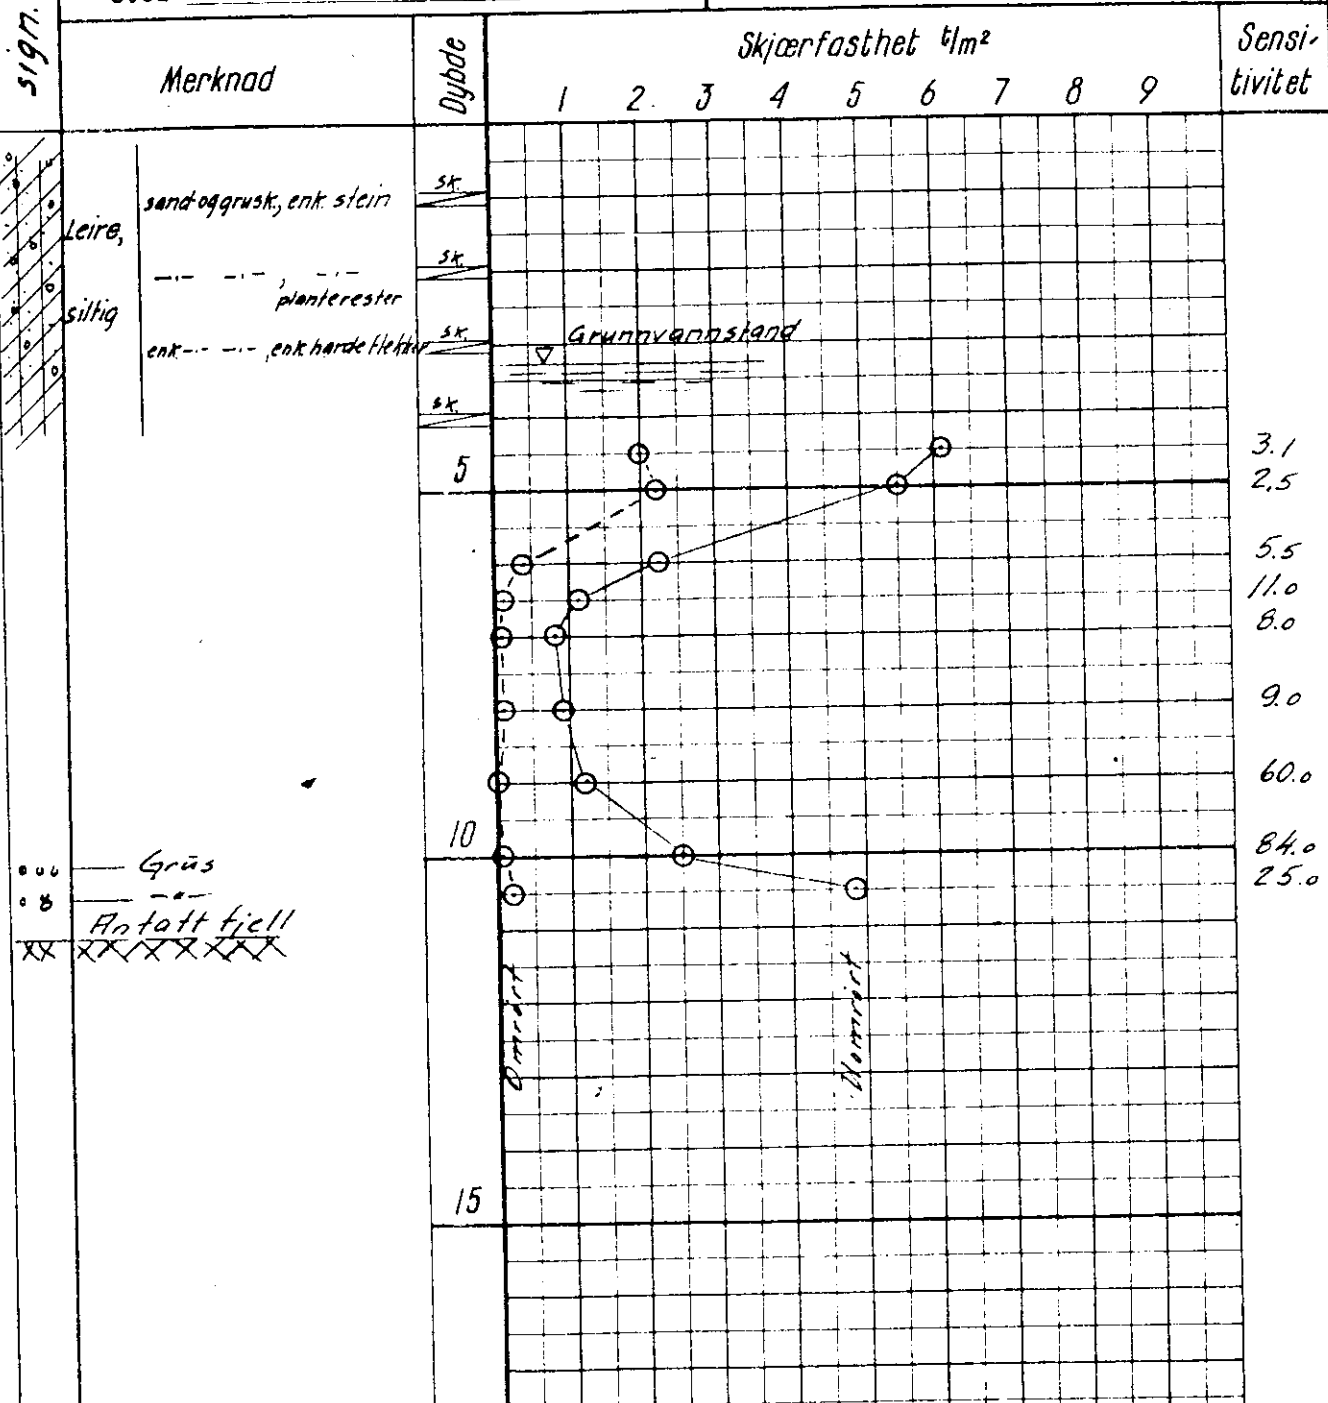 sign.
Merknad
Dybde
Skjærfasthet t/m²
Sensi-
tivitet
1 2 3 4 5 6 7 8 9
sk.
sand og grusk, enk. stein
Leire,
sk.
—·— —·—, —·—
planterester
siltig
sk.
enk —·— —·—, enk harde flekker
Grunnvannstand
sk.
3.1
5
2.5
5.5
11.0
8.0
9.0
60.0
10
84.0
Grus
25.0
—"—
Antatt fjell
Omrørt
Uomrørt
15